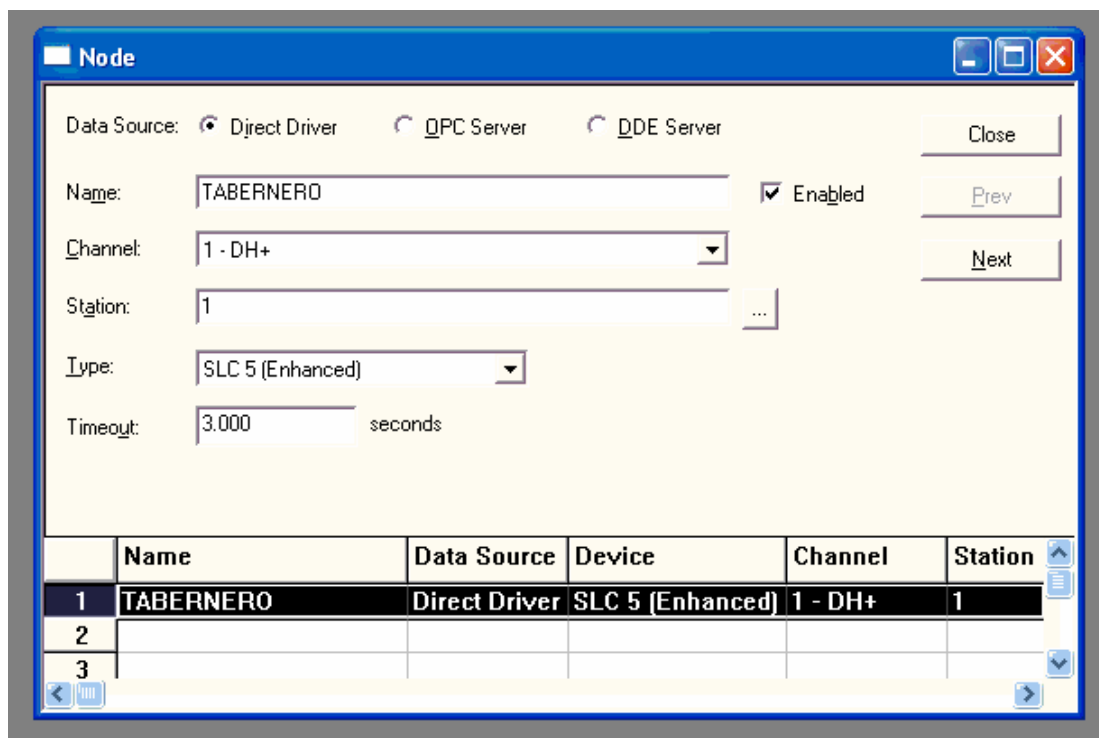 Node
Data Source: Direct Driver OPC Server DDE Server Close
Name: TABERNERO Enabled Prev
Channel: 1 - DH+ Next
Station: 1 ...
Type: SLC 5 (Enhanced)
Timeout: 3.000 seconds
Name Data Source Device Channel Station
1 TABERNERO Direct Driver SLC 5 (Enhanced) 1 - DH+ 1
2
3